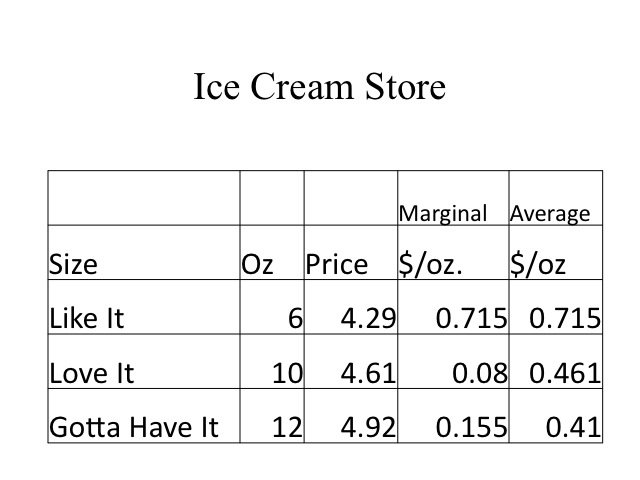 Ice Cream Store
Marginal Average
Size Oz Price $/oz. $/oz
Like It 6 4.29 0.715 0.715
Love It 10 4.61 0.08 0.461
Gotta Have It 12 4.92 0.155 0.41